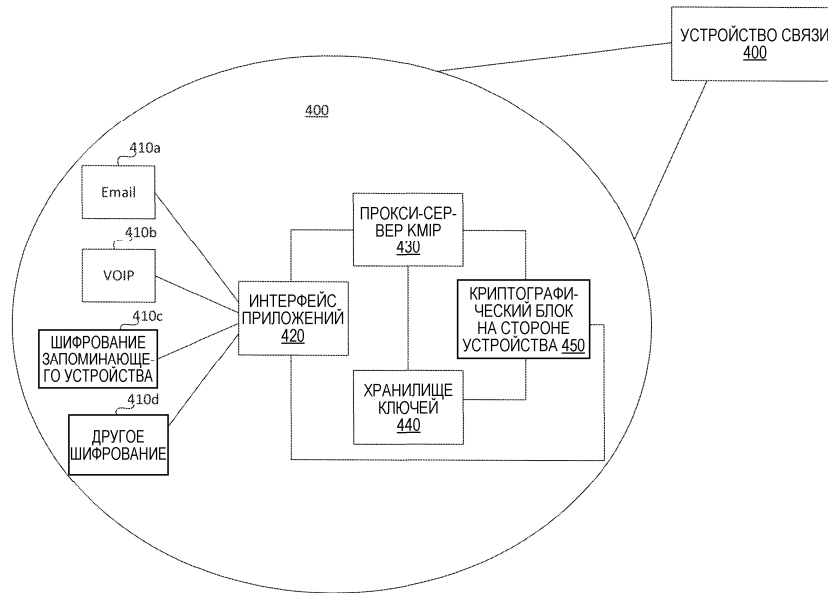 УСТРОЙСТВО СВЯЗИ
400
400
410a
Email
410b
VOIP
410c
ШИФРОВАНИЕ
ЗАПОМИНАЮЩЕ-
ГО УСТРОЙСТВА
410d
ДРУГОЕ
ШИФРОВАНИЕ
ИНТЕРФЕЙС
ПРИЛОЖЕНИЙ
420
ПРОКСИ-СЕР-
ВЕР KMIP
430
КРИПТОГРАФИ-
ЧЕСКИЙ БЛОК
НА СТОРОНЕ
УСТРОЙСТВА 450
ХРАНИЛИЩЕ
КЛЮЧЕЙ
440